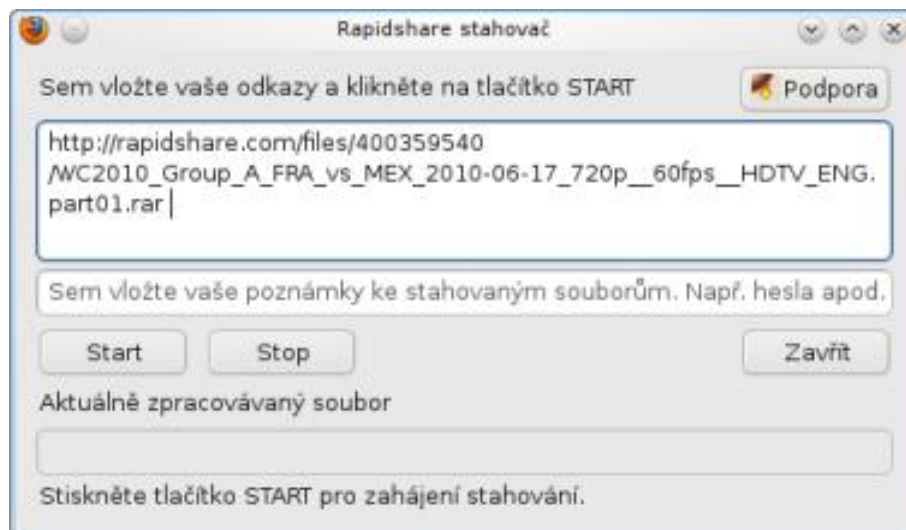 Rapidshare stahovač
Sem vložte vaše odkazy a klikněte na tlačítko START
Podpora
http://rapidshare.com/files/400359540
/WC2010_Group_A_FRA_vs_MEX_2010-06-17_720p__60fps__HDTV_ENG.
part01.rar
Sem vložte vaše poznámky ke stahovaným souborům. Např. hesla apod.
Start
Stop
Zavřít
Aktuálně zpracovávaný soubor
Stiskněte tlačítko START pro zahájení stahování.